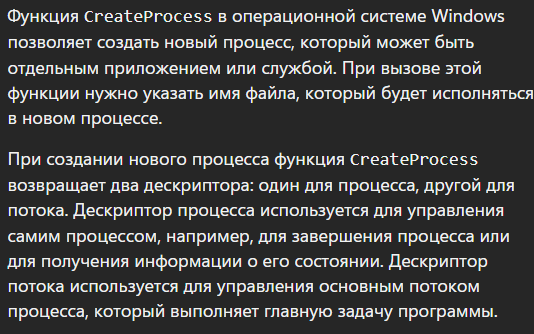 Функция CreateProcess в операционной системе Windows
позволяет создать новый процесс, который может быть
отдельным приложением или службой. При вызове этой
функции нужно указать имя файла, который будет исполняться
в новом процессе.
При создании нового процесса функция CreateProcess
возвращает два дескриптора: один для процесса, другой для
потока. Дескриптор процесса используется для управления
самим процессом, например, для завершения процесса или
для получения информации о его состоянии. Дескриптор
потока используется для управления основным потоком
процесса, который выполняет главную задачу программы.